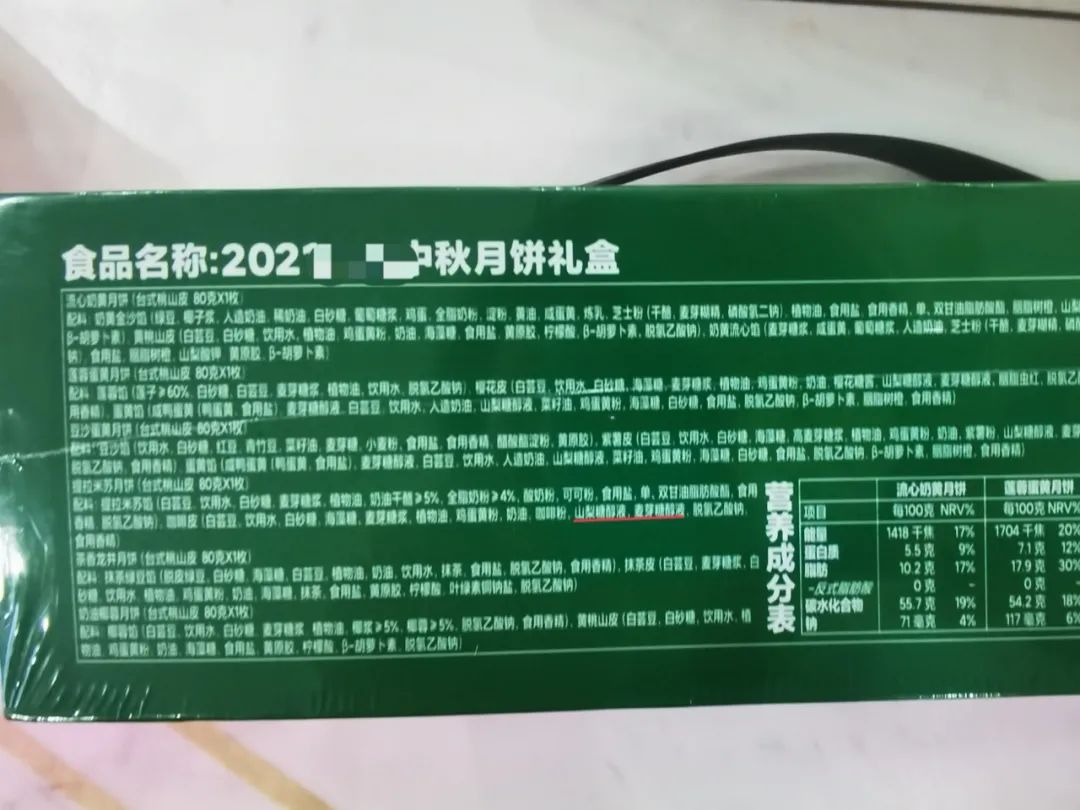 食品名称:2021 中秋月饼礼盒
流心奶黄月饼(台式桃山皮 80克X1枚)
配料: 奶黄金沙馅(绿豆, 椰子浆, 人造奶油, 稀奶油, 白砂糖, 葡萄糖浆, 鸡蛋, 全脂奶粉, 淀粉, 黄油, 咸蛋黄, 炼乳, 芝士粉(干酪, 麦芽糊精, 磷酸氢二钠), 植物油, 食用盐, 食用香精, 单, 双甘油脂肪酸酯, 胭脂树橙, 山梨
β-胡萝卜素), 黄桃山皮(白芸豆, 白砂糖, 麦芽糖浆, 饮用水, 植物油, 鸡蛋黄粉, 奶油, 海藻糖, 食用盐, 黄原胶, 柠檬酸, β-胡萝卜素, 脱氢乙酸钠), 奶黄流心馅(麦芽糖浆, 咸蛋黄, 葡萄糖浆, 人造奶油, 芝士粉(干酪, 麦芽糊精, 磷
钠), 食用盐, 胭脂树橙, 山梨酸钾, 黄原胶, β-胡萝卜素)
莲蓉蛋黄月饼(台式桃山皮 80克X1枚)
配料: 莲蓉馅(莲子≥60%, 白砂糖, 白芸豆, 麦芽糖浆, 植物油, 饮用水, 脱氢乙酸钠), 樱花皮(白芸豆, 饮用水, 白砂糖, 海藻糖, 麦芽糖浆, 植物油, 鸡蛋黄粉, 奶油, 樱花糖酱, 山梨糖醇液, 麦芽糖醇液, 胭脂虫红, 脱氢乙
用香精), 蛋黄馅(咸鸭蛋黄(鸭蛋黄, 食用盐), 麦芽糖醇液, 白芸豆, 饮用水, 人造奶油, 山梨糖醇液, 菜籽油, 鸡蛋黄粉, 海藻糖, 白砂糖, 食用盐, 脱氢乙酸钠, β-胡萝卜素, 胭脂树橙, 食用香精)
豆沙蛋黄月饼(台式桃山皮 80克X1枚)
配料: 豆沙馅(饮用水, 白砂糖, 红豆, 青竹豆, 菜籽油, 麦芽糖, 小麦粉, 食用盐, 食用香精, 醋酸酯淀粉, 黄原胶), 紫薯皮(白芸豆, 饮用水, 白砂糖, 海藻糖, 高麦芽糖浆, 植物油, 鸡蛋黄粉, 奶油, 紫薯粉, 山梨糖醇液, 麦芽
脱氢乙酸钠, 食用香精), 蛋黄馅(咸鸭蛋黄(鸭蛋黄, 食用盐), 麦芽糖醇液, 白芸豆, 饮用水, 人造奶油, 山梨糖醇液, 菜籽油, 鸡蛋黄粉, 海藻糖, 白砂糖, 食用盐, 脱氢乙酸钠, β-胡萝卜素, 胭脂树橙, 食用香精)
提拉米苏月饼(台式桃山皮 80克X1枚)
配料: 提拉米苏馅(白芸豆, 饮用水, 白砂糖, 麦芽糖浆, 植物油, 奶油干酪≥5%, 全脂奶粉≥4%, 酸奶粉, 可可粉, 食用盐, 单, 双甘油脂肪酸酯, 食用
香精, 脱氢乙酸钠), 咖啡皮(白芸豆, 饮用水, 白砂糖, 海藻糖, 麦芽糖浆, 植物油, 鸡蛋黄粉, 奶油, 咖啡粉, 山梨糖醇液, 麦芽糖醇液, 脱氢乙酸钠,
食用香精)
茶香龙井月饼(台式桃山皮 80克X1枚)
配料: 抹茶绿豆馅(脱皮绿豆, 白砂糖, 海藻糖, 白芸豆, 植物油, 奶油, 饮用水, 抹茶, 食用盐, 脱氢乙酸钠, 食用香精), 抹茶皮(白芸豆, 麦芽糖浆, 白
砂糖, 饮用水, 植物油, 鸡蛋黄粉, 奶油, 海藻糖, 抹茶, 食用盐, 黄原胶, 柠檬酸, 叶绿素铜钠盐, 脱氢乙酸钠)
奶油椰蓉月饼(台式桃山皮 80克X1枚)
配料: 椰蓉馅(白芸豆, 饮用水, 白砂糖, 麦芽糖浆, 植物油, 椰浆≥5%, 椰蓉≥5%, 脱氢乙酸钠, 食用香精), 黄桃山皮(白芸豆, 白砂糖, 麦芽糖浆, 饮用水, 植
物油, 鸡蛋黄粉, 奶油, 海藻糖, 食用盐, 黄原胶, 柠檬酸, β-胡萝卜素, 脱氢乙酸钠)
营养成分表
流心奶黄月饼 莲蓉蛋黄月饼
项目 每100克 NRV% 每100克 NRV%
能量 1418 千焦 17% 1704 千焦 20%
蛋白质 5.5 克 9% 7.1 克 12%
脂肪 10.2 克 17% 17.9 克 30%
-反式脂肪酸 0 克 - 0 克 -
碳水化合物 55.7 克 19% 54.2 克 18%
钠 71 毫克 4% 117 毫克 6%